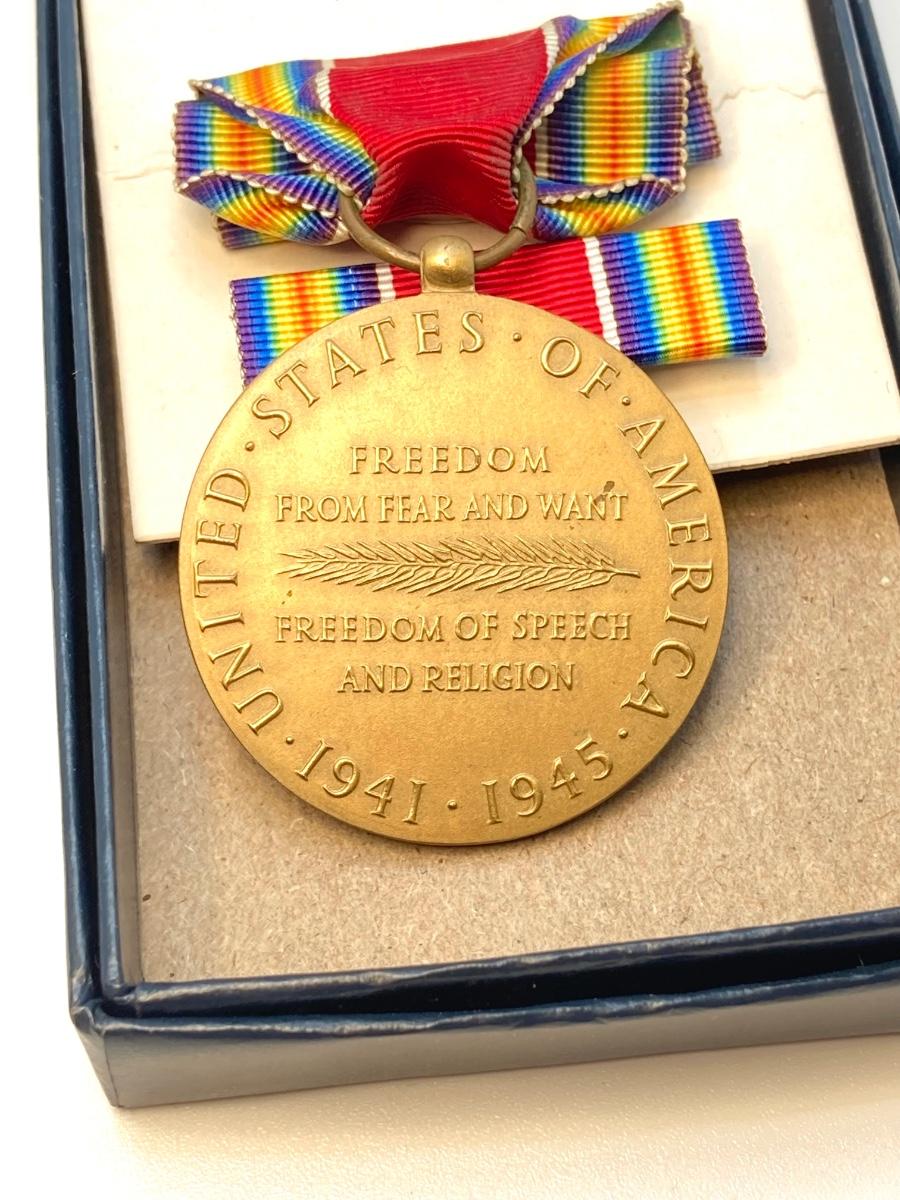 UNITED · STATES · OF · AMERICA ·
FREEDOM
FROM FEAR AND WANT
FREEDOM OF SPEECH
AND RELIGION
· 1941 · 1945 ·